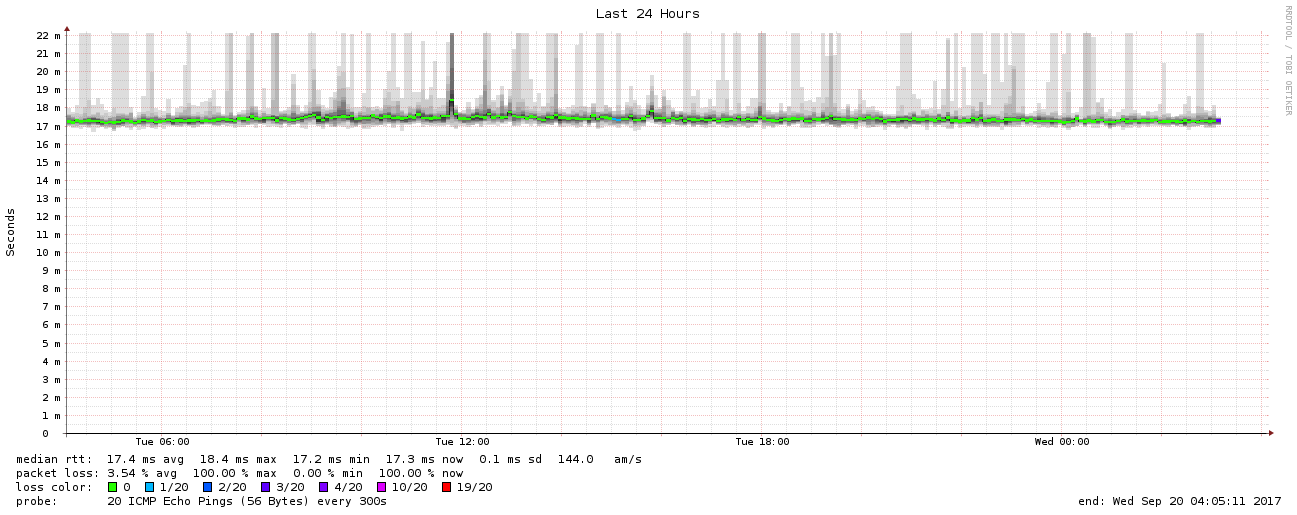 Last 24 Hours
RRDTOOL / TOBI OETIKER
Seconds
22 m
21 m
20 m
19 m
18 m
17 m
16 m
15 m
14 m
13 m
12 m
11 m
10 m
9 m
8 m
7 m
6 m
5 m
4 m
3 m
2 m
1 m
0
Tue 06:00 Tue 12:00 Tue 18:00 Wed 00:00
median rtt: 17.4 ms avg 18.4 ms max 17.2 ms min 17.3 ms now 0.1 ms sd 144.0 am/s
packet loss: 3.54 % avg 100.00 % max 0.00 % min 100.00 % now
loss color: 0 1/20 2/20 3/20 4/20 10/20 19/20
probe: 20 ICMP Echo Pings (56 Bytes) every 300s end: Wed Sep 20 04:05:11 2017